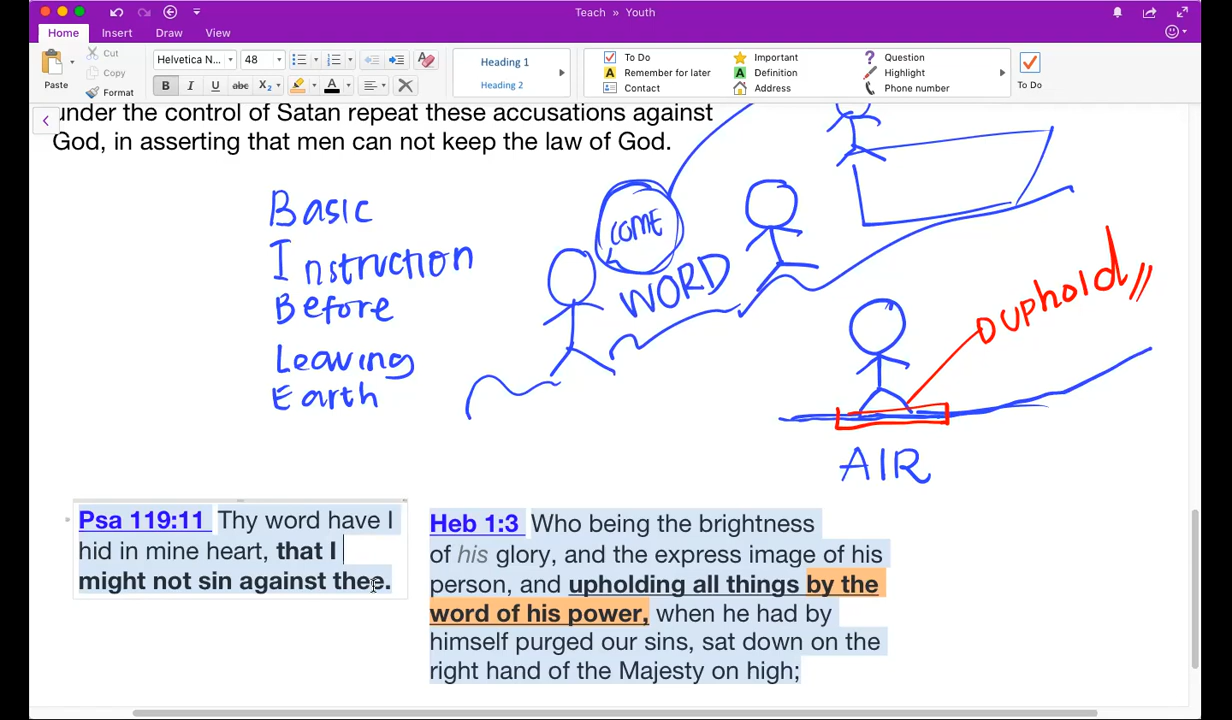 Teach » Youth
Home Insert Draw View
Paste
Cut
Copy
Format
Helvetica N... 48
B I U abc X₂ A
Heading 1
Heading 2
To Do
Remember for later
Contact
Important
Definition
Address
Question
Highlight
Phone number
To Do
under the control of Satan repeat these accusations against
God, in asserting that men can not keep the law of God.
Basic
Instruction
Before
Leaving
Earth
COME
WORD
uphold
AIR
Psa 119:11 Thy word have I
hid in mine heart, that I
might not sin against thee.
Heb 1:3 Who being the brightness
of his glory, and the express image of his
person, and upholding all things by the
word of his power, when he had by
himself purged our sins, sat down on the
right hand of the Majesty on high;